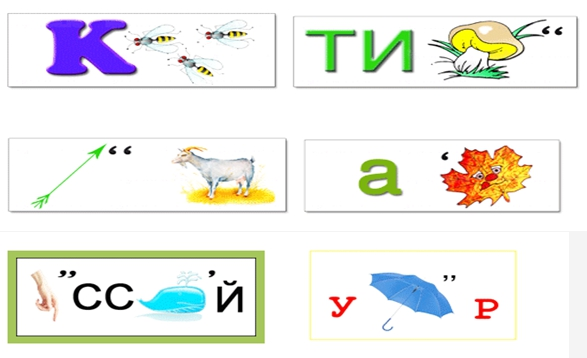 К
ТИ “
“
а ‘
” СС ’ Й
У ” Р